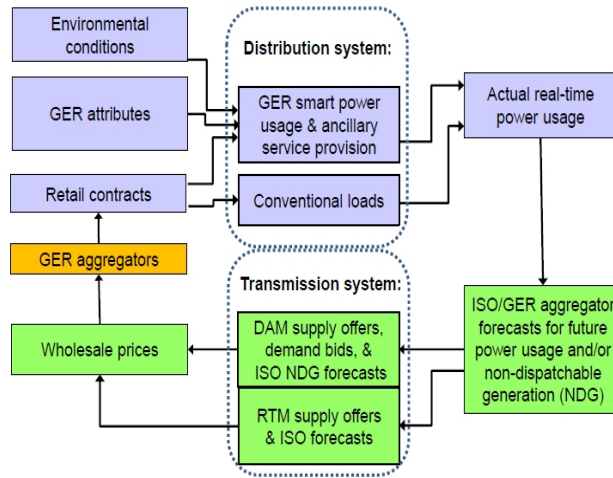 Environmental
conditions
Distribution system:
GER attributes
GER smart power
usage & ancillary
service provision
Actual real-time
power usage
Retail contracts
Conventional loads
GER aggregators
Transmission system:
Wholesale prices
DAM supply offers,
demand bids, &
ISO NDG forecasts
ISO/GER aggregator
forecasts for future
power usage and/or
non-dispatchable
generation (NDG)
RTM supply offers
& ISO forecasts